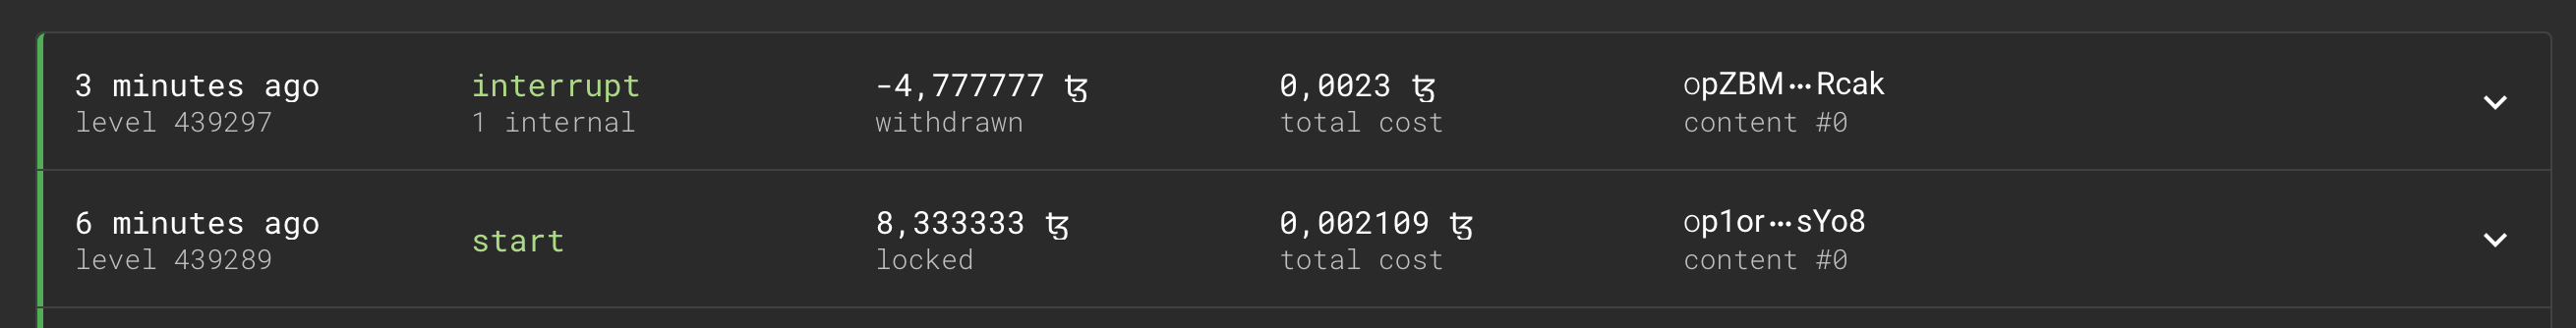 3 minutes ago interrupt -4,777777 ꜩ 0,0023 ꜩ opZBM···Rcak
level 439297 1 internal withdrawn total cost content #0
6 minutes ago start 8,333333 ꜩ 0,002109 ꜩ op1or···sYo8
level 439289 locked total cost content #0